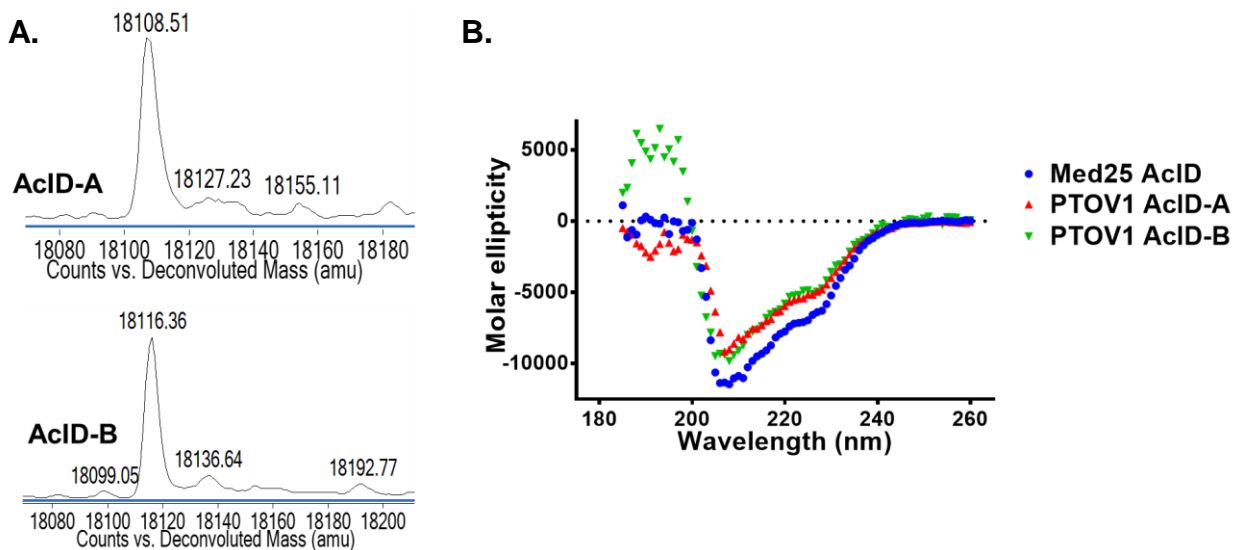 A.
18108.51
AcID-A
18127.23
18155.11
18080 18100 18120 18140 18160 18180
Counts vs. Deconvoluted Mass (amu)
18116.36
AcID-B
18099.05
18136.64
18192.77
18080 18100 18120 18140 18160 18180 18200
Counts vs. Deconvoluted Mass (amu)
B.
5000
0
-5000
-10000
Molar ellipticity
180 200 220 240 260
Wavelength (nm)
Med25 AcID
PTOV1 AcID-A
PTOV1 AcID-B